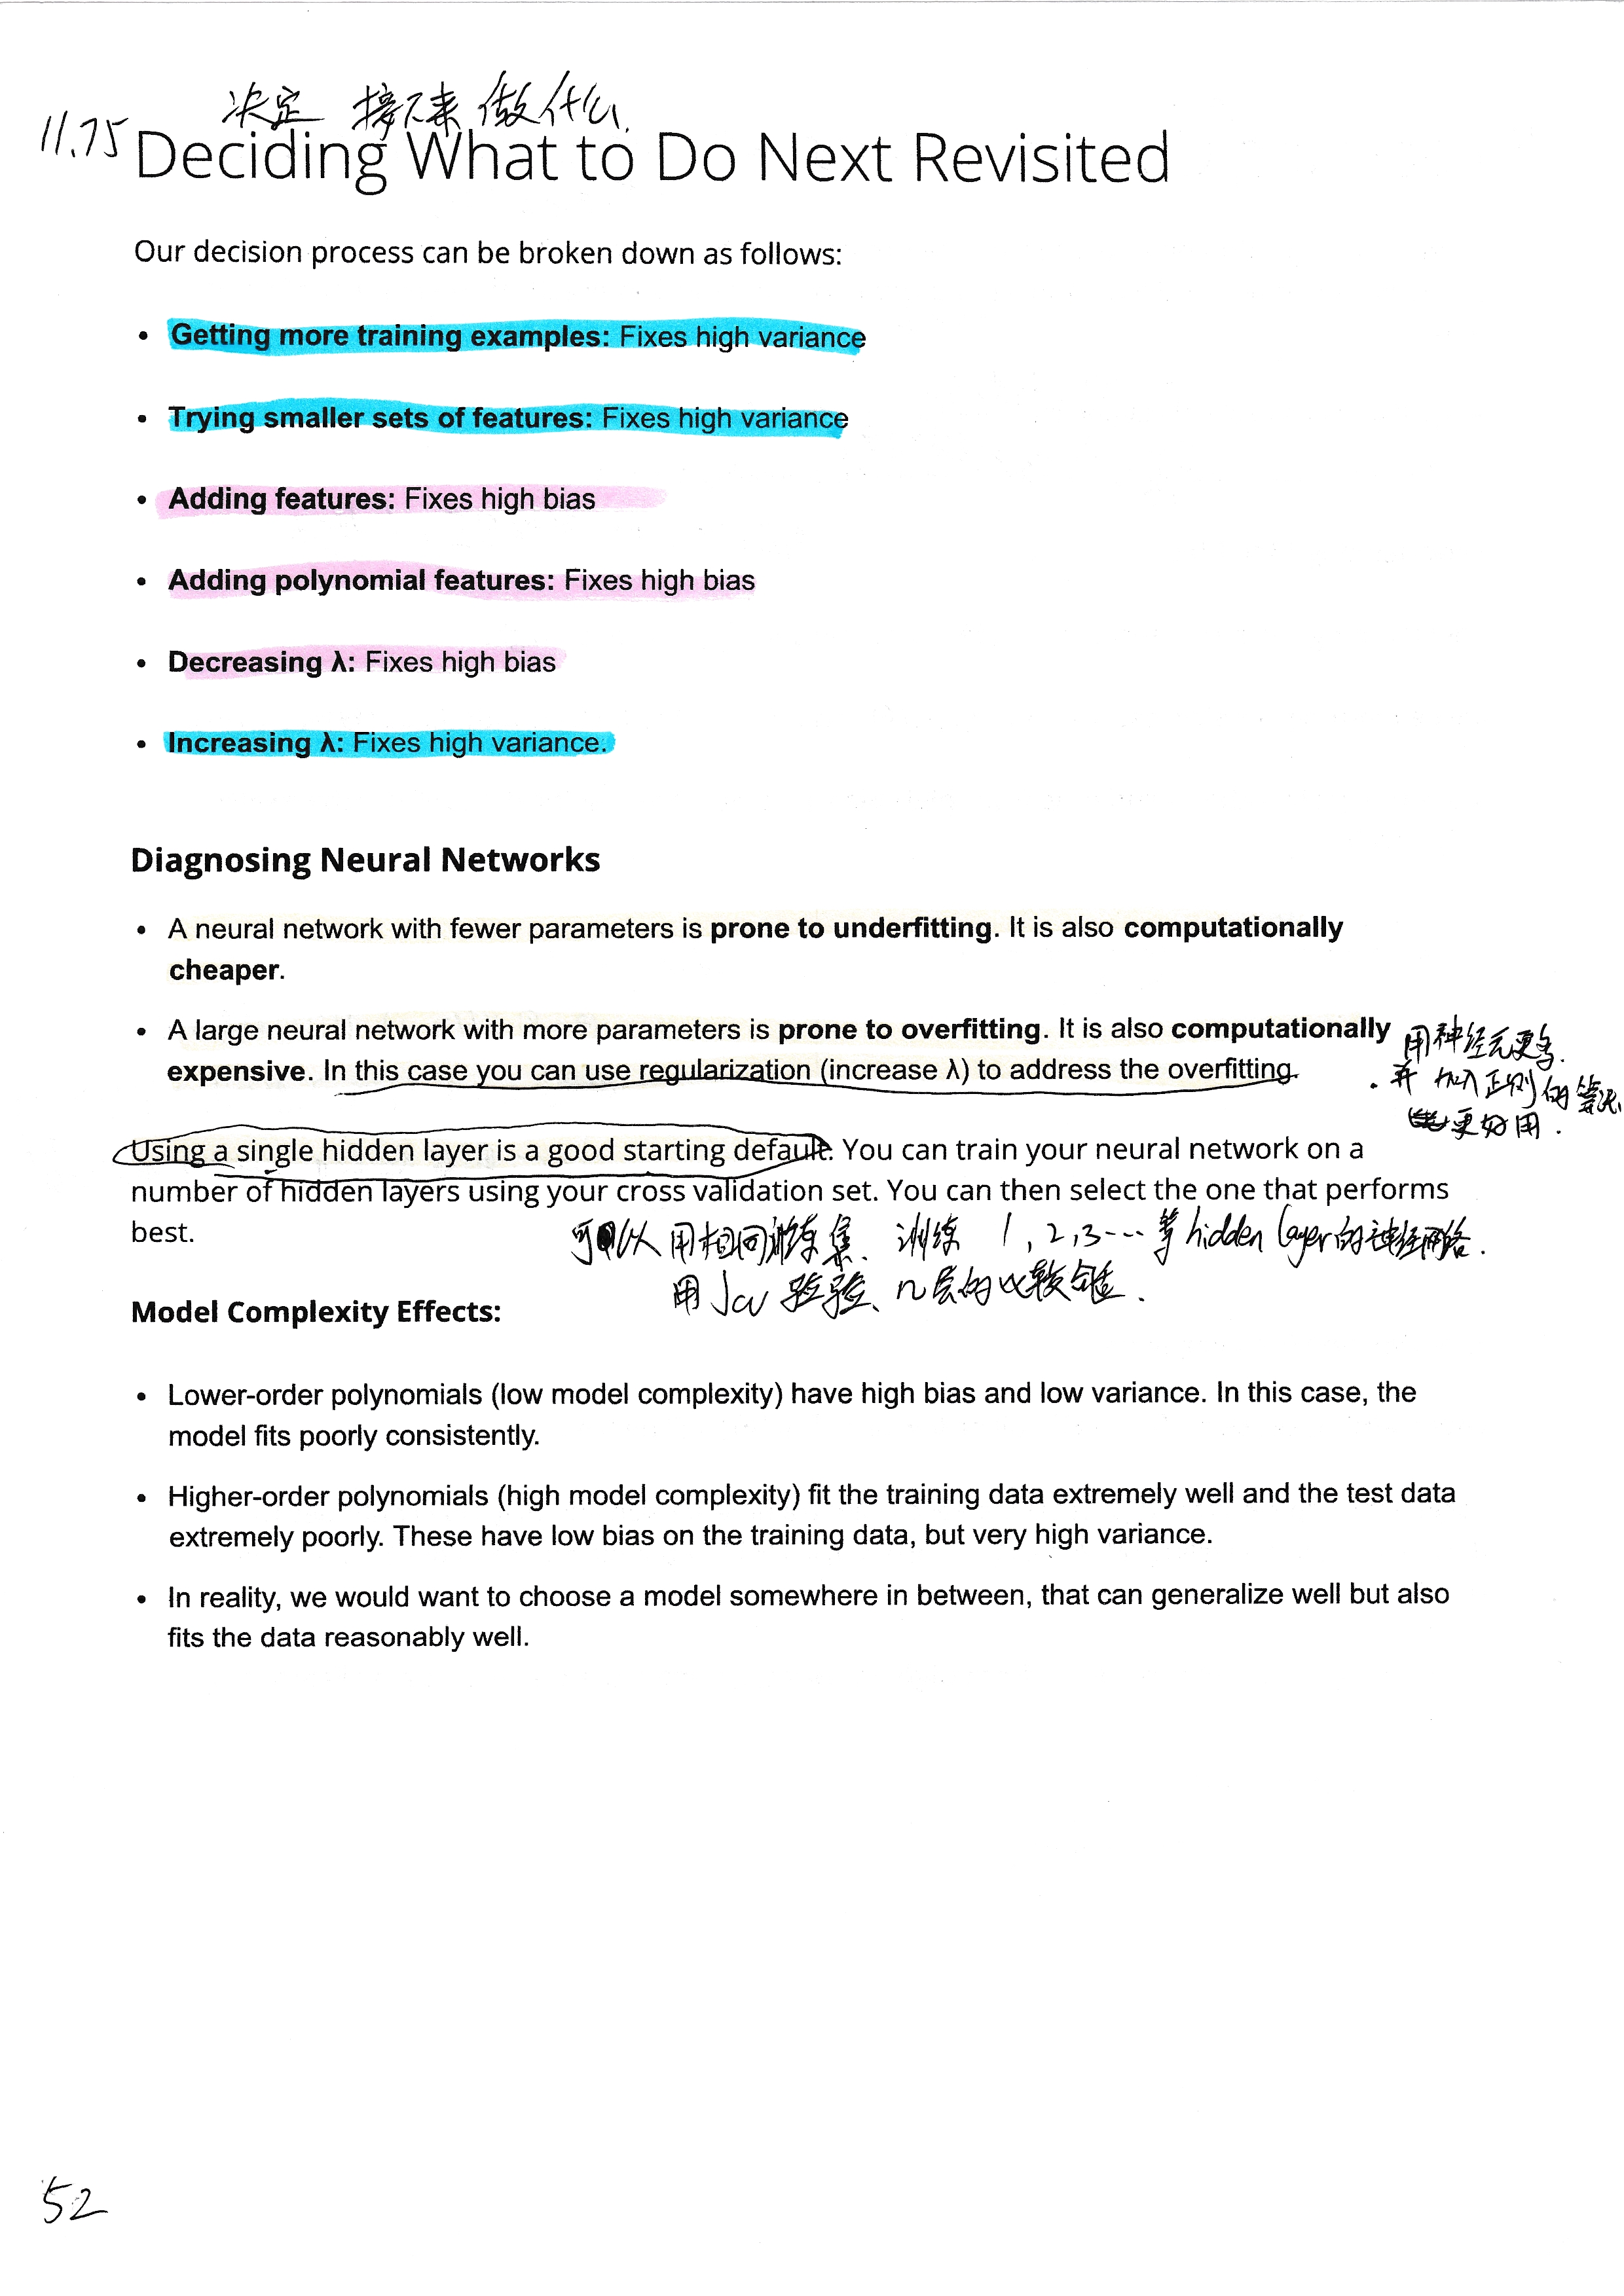 决定 接下来 做什么
11.75 Deciding What to Do Next Revisited
Our decision process can be broken down as follows:
• Getting more training examples: Fixes high variance
• Trying smaller sets of features: Fixes high variance
• Adding features: Fixes high bias
• Adding polynomial features: Fixes high bias
• Decreasing λ: Fixes high bias
• Increasing λ: Fixes high variance.
Diagnosing Neural Networks
• A neural network with fewer parameters is prone to underfitting. It is also computationally
cheaper.
• A large neural network with more parameters is prone to overfitting. It is also computationally
expensive. In this case you can use regularization (increase λ) to address the overfitting.
用神经元更多.
并 加入正则的算法
更好用.
Using a single hidden layer is a good starting default. You can train your neural network on a
number of hidden layers using your cross validation set. You can then select the one that performs
best.
可以 用相同训练集、训练 1,2,3…等hidden layer的神经网络.
用 Jcv 验、几层的比较合适.
Model Complexity Effects:
• Lower-order polynomials (low model complexity) have high bias and low variance. In this case, the
model fits poorly consistently.
• Higher-order polynomials (high model complexity) fit the training data extremely well and the test data
extremely poorly. These have low bias on the training data, but very high variance.
• In reality, we would want to choose a model somewhere in between, that can generalize well but also
fits the data reasonably well.
52